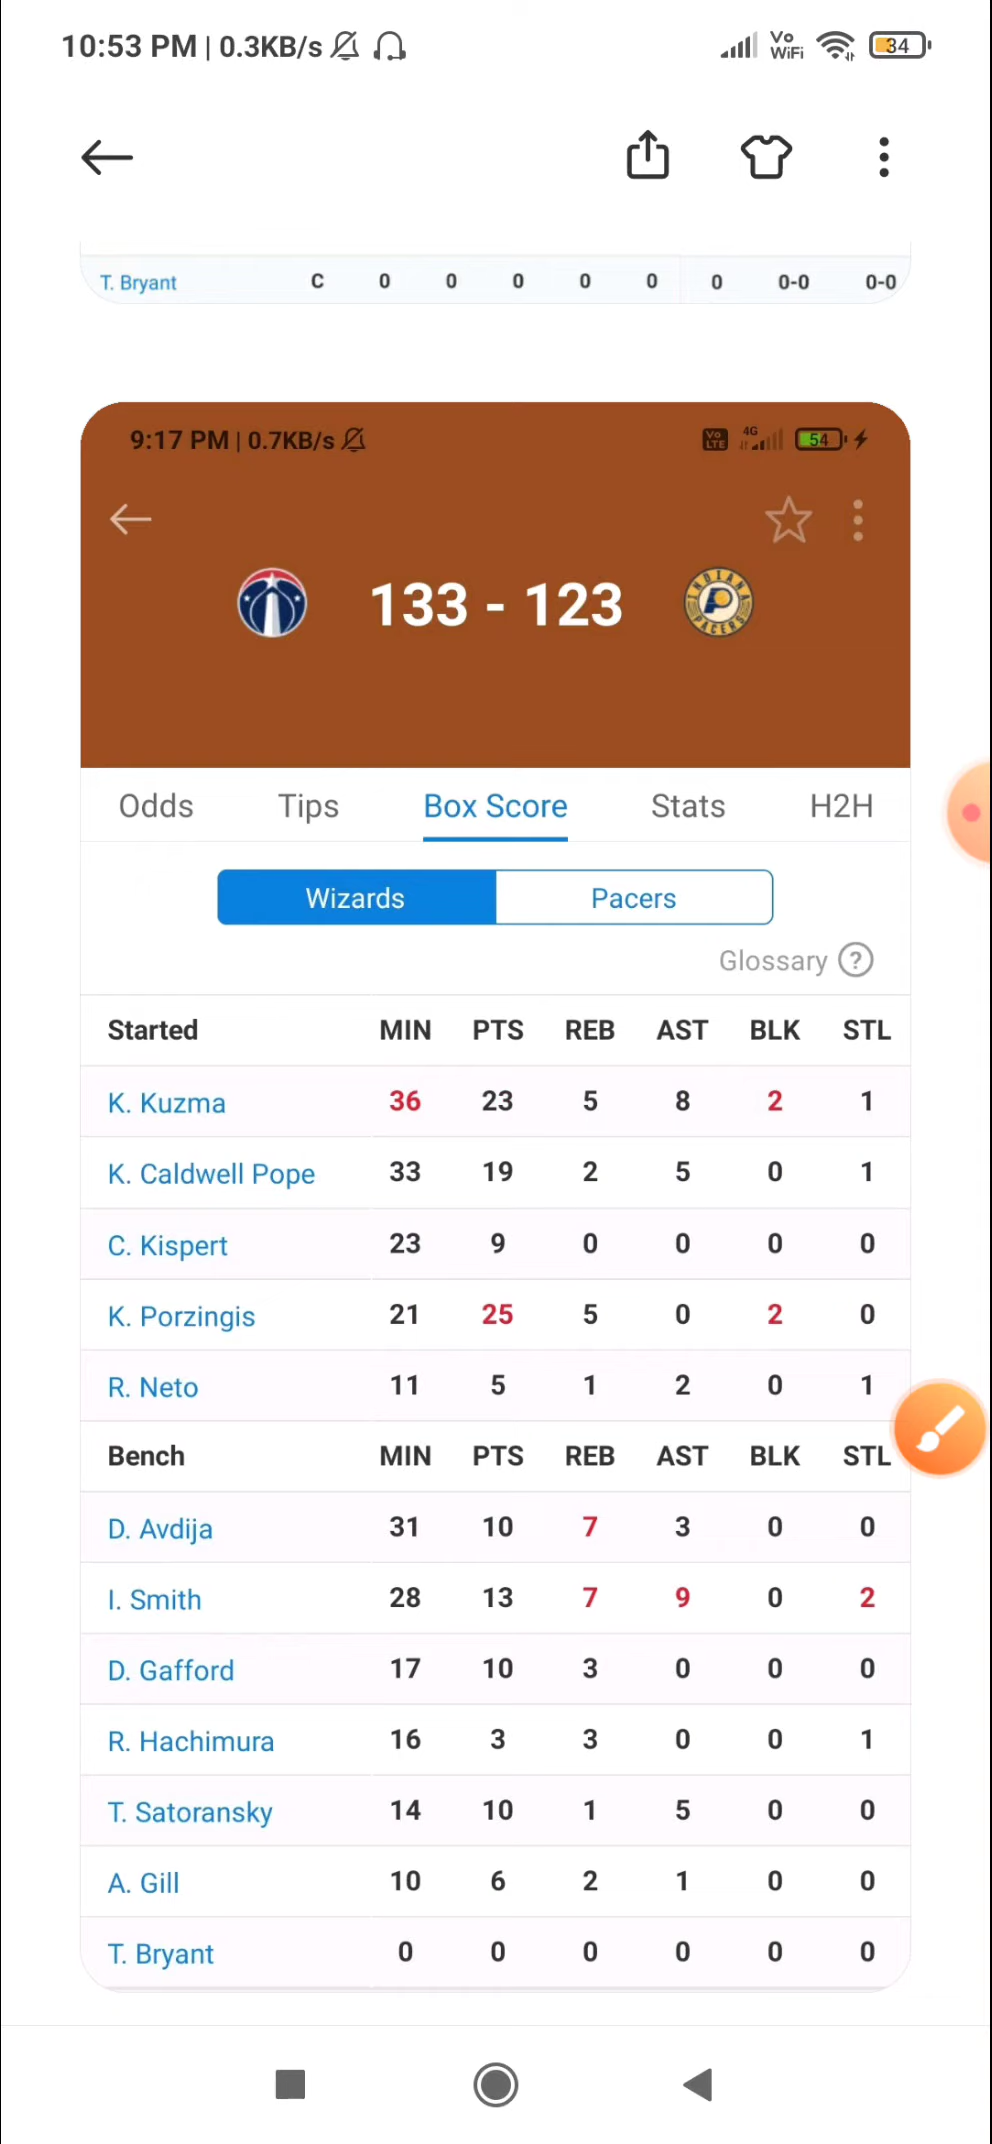 10:53 PM | 0.3KB/s Vo WiFi 34
T. Bryant C 0 0 0 0 0 0 0-0 0-0
9:17 PM | 0.7KB/s Vo LTE 4G 54
133 - 123 INDIANA PACERS
Odds Tips Box Score Stats H2H
Wizards Pacers
Glossary ?
Started MIN PTS REB AST BLK STL
K. Kuzma 36 23 5 8 2 1
K. Caldwell Pope 33 19 2 5 0 1
C. Kispert 23 9 0 0 0 0
K. Porzingis 21 25 5 0 2 0
R. Neto 11 5 1 2 0 1
Bench MIN PTS REB AST BLK STL
D. Avdija 31 10 7 3 0 0
I. Smith 28 13 7 9 0 2
D. Gafford 17 10 3 0 0 0
R. Hachimura 16 3 3 0 0 1
T. Satoransky 14 10 1 5 0 0
A. Gill 10 6 2 1 0 0
T. Bryant 0 0 0 0 0 0